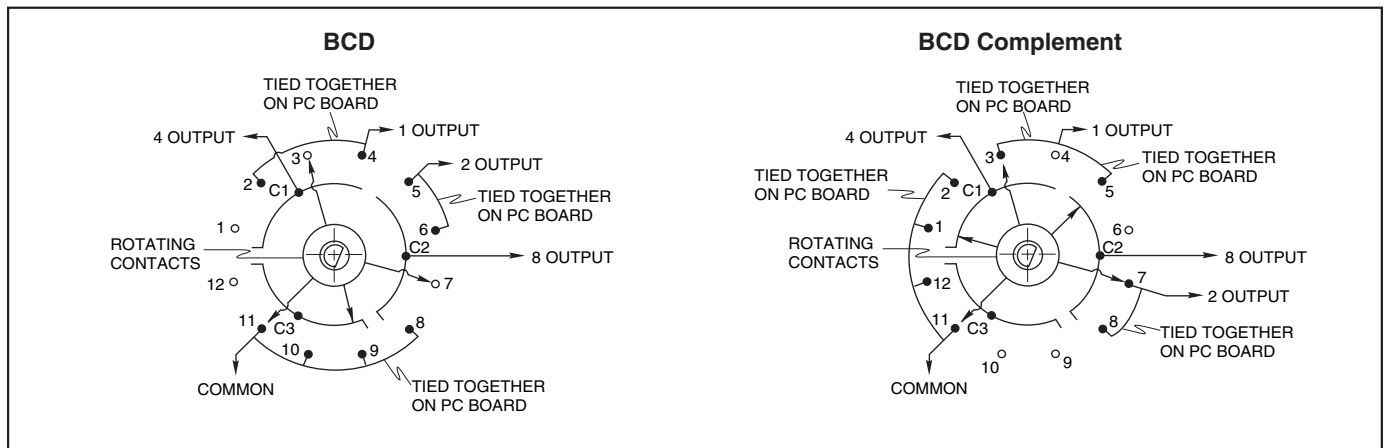 BCD
TIED TOGETHER
ON PC BOARD
4 OUTPUT
1 OUTPUT
3
4
2 OUTPUT
2
C1
5
TIED TOGETHER
ON PC BOARD
1
6
ROTATING
CONTACTS
C2
8 OUTPUT
12
7
11
C3
8
10
9
COMMON
TIED TOGETHER
ON PC BOARD
BCD Complement
TIED TOGETHER
ON PC BOARD
4 OUTPUT
1 OUTPUT
3
4
TIED TOGETHER
ON PC BOARD
TIED TOGETHER
ON PC BOARD
2
C1
5
1
6
ROTATING
CONTACTS
C2
8 OUTPUT
12
7
2 OUTPUT
11
C3
8
TIED TOGETHER
ON PC BOARD
10
9
COMMON